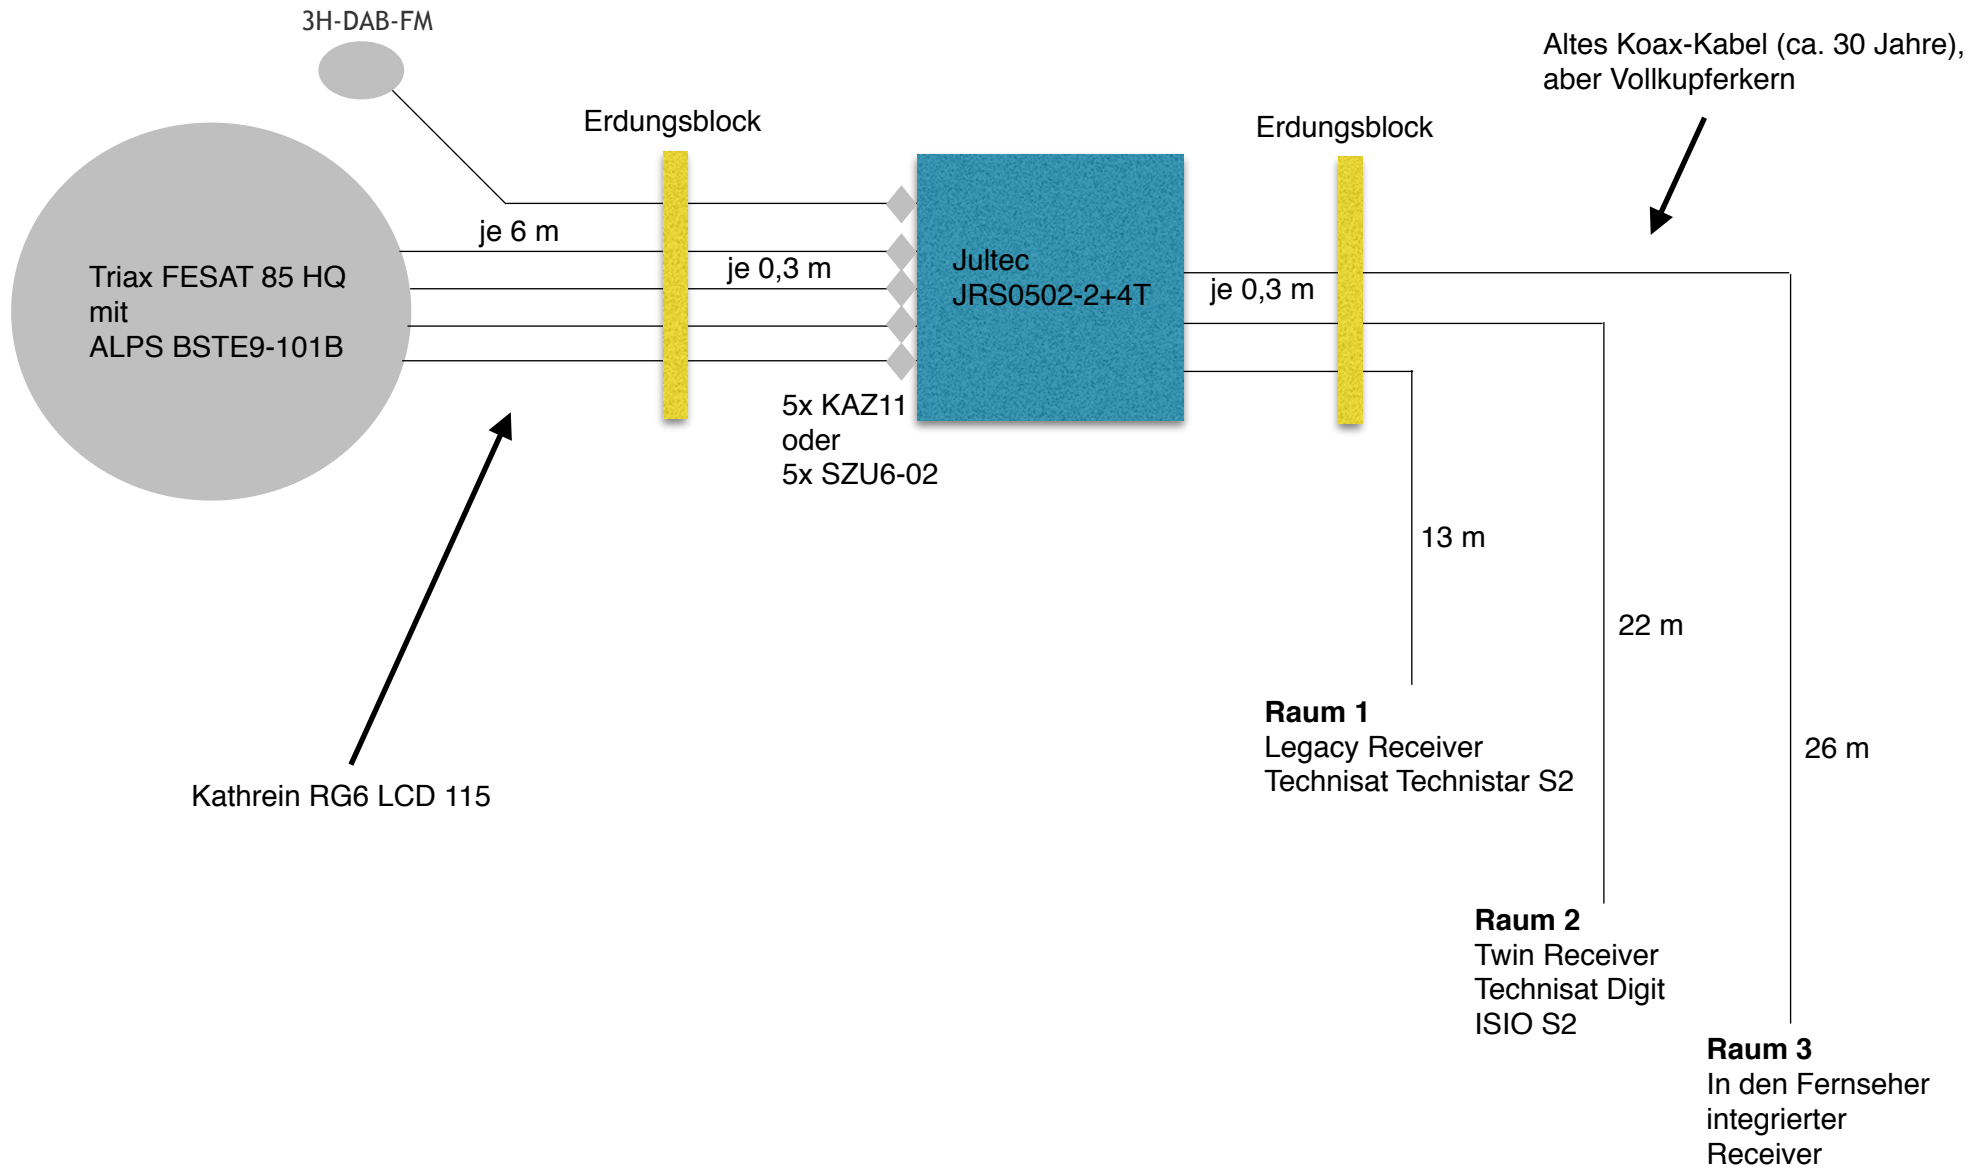 3H-DAB-FM
Altes Koax-Kabel (ca. 30 Jahre),
aber Vollkupferkern
Erdungsblock
Erdungsblock
je 6 m
je 0,3 m
Triax FESAT 85 HQ
mit
ALPS BSTE9-101B
Jultec
JRS0502-2+4T
je 0,3 m
5x KAZ11
oder
5x SZU6-02
13 m
22 m
26 m
Kathrein RG6 LCD 115
Raum 1
Legacy Receiver
Technisat Technistar S2
Raum 2
Twin Receiver
Technisat Digit
ISIO S2
Raum 3
In den Fernseher
integrierter
Receiver